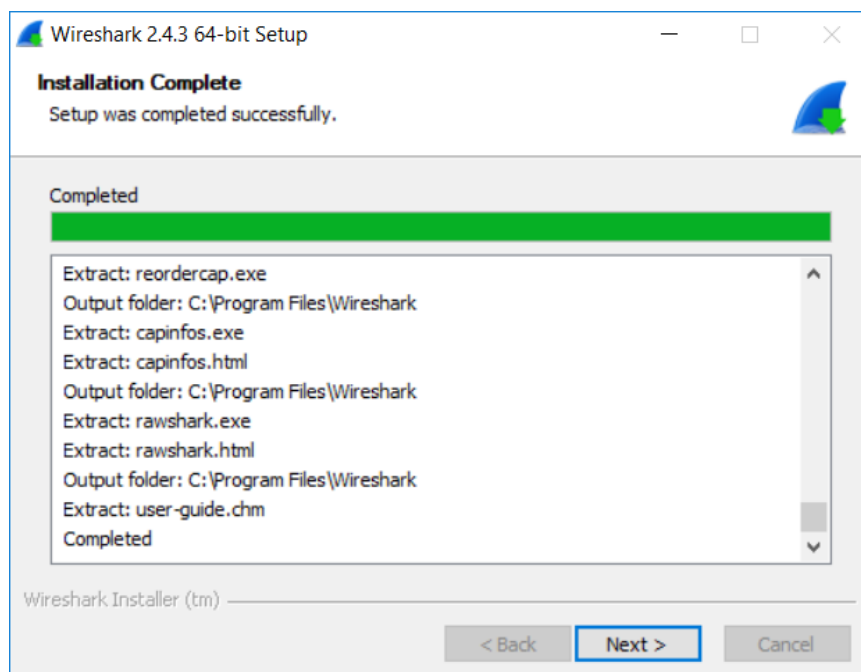 Wireshark 2.4.3 64-bit Setup
Installation Complete
Setup was completed successfully.
Completed
Extract: reordercap.exe
Output folder: C:\Program Files\Wireshark
Extract: capinfos.exe
Extract: capinfos.html
Output folder: C:\Program Files\Wireshark
Extract: rawshark.exe
Extract: rawshark.html
Output folder: C:\Program Files\Wireshark
Extract: user-guide.chm
Completed
Wireshark Installer (tm)
< Back Next > Cancel